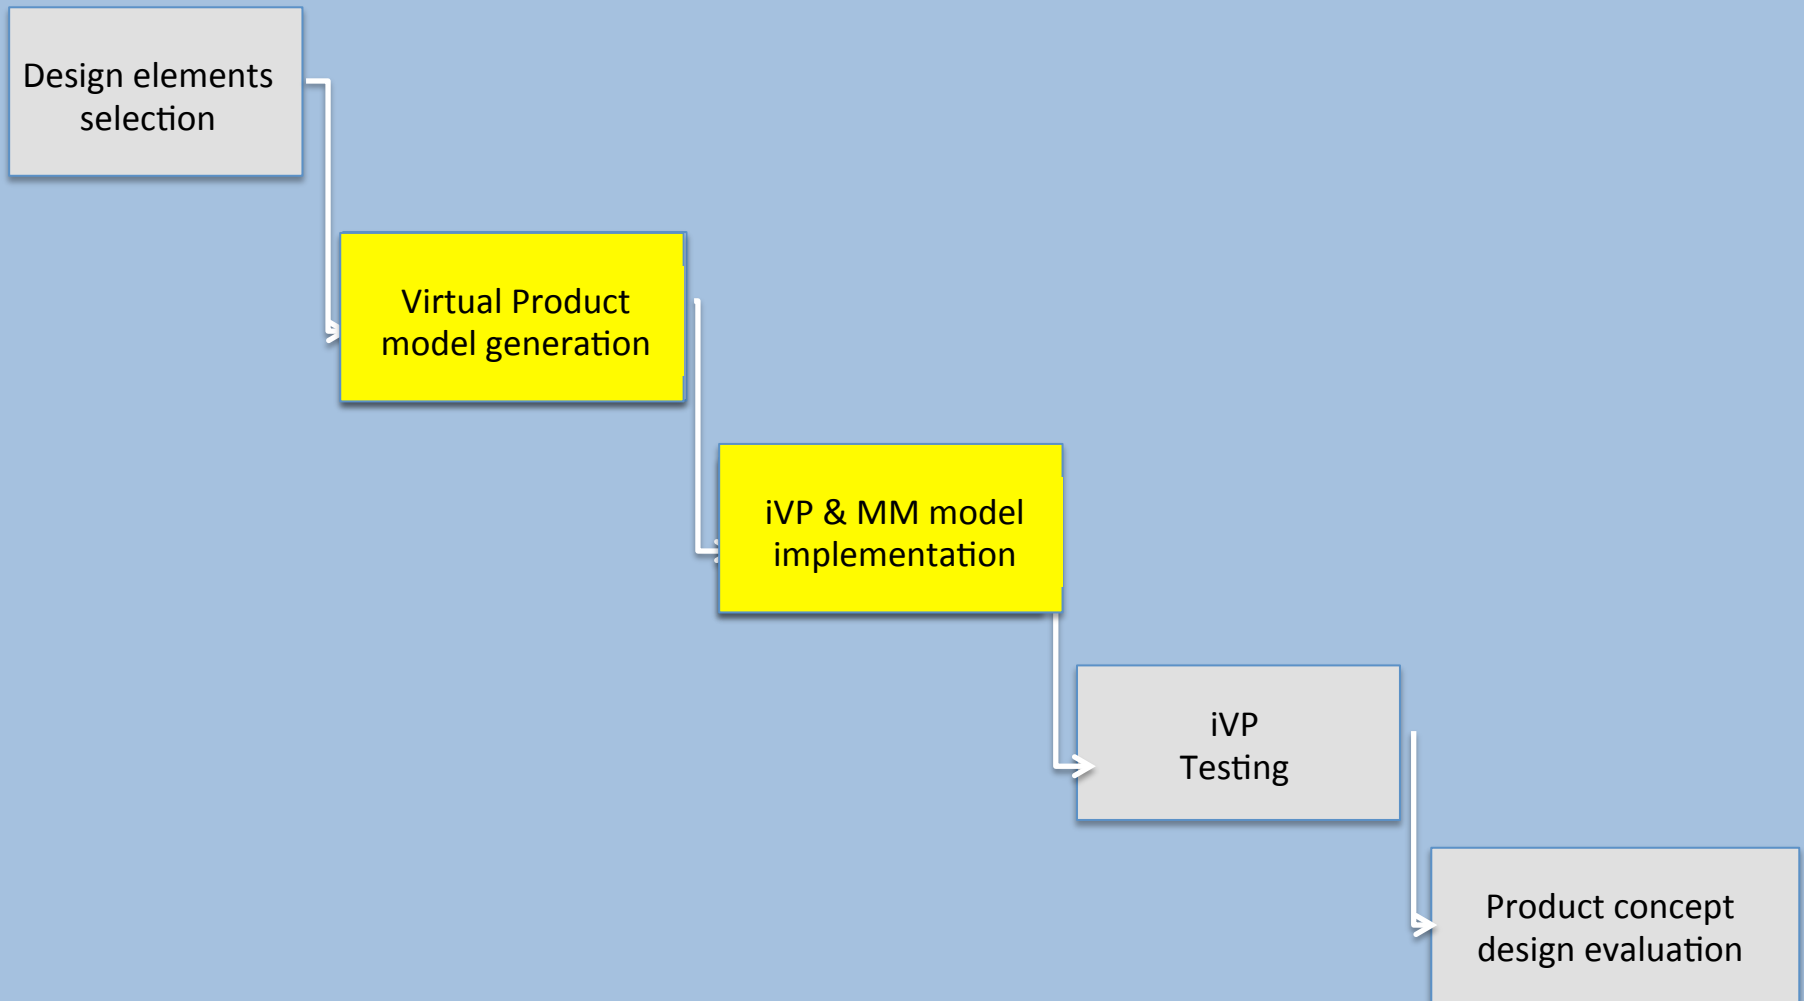 Design elements
selection
Virtual Product
model generation
iVP & MM model
implementation
iVP
Testing
Product concept
design evaluation